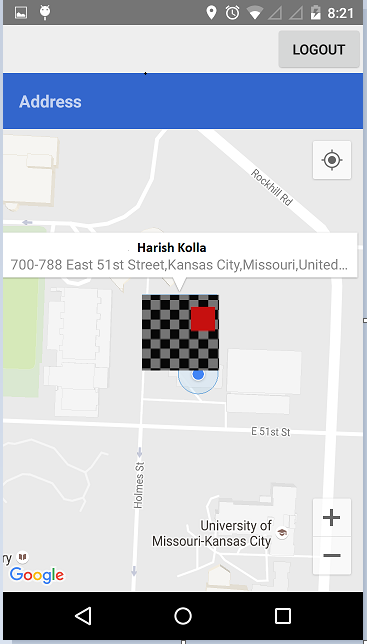 8:21
LOGOUT
Address
Rockhill Rd
Harish Kolla
700-788 East 51st Street,Kansas City,Missouri,United...
E 51st St
Holmes St
University of
Missouri-Kansas City
ry
Google